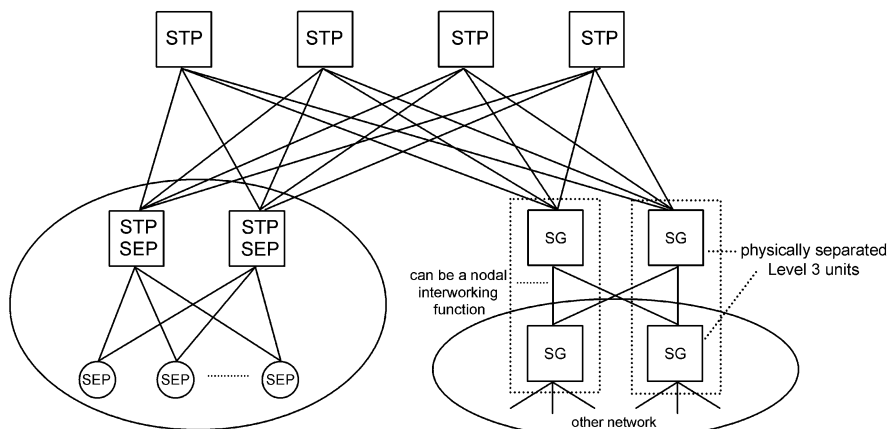 STP
STP
STP
STP
STP
SEP
STP
SEP
SG
SG
physically separated
Level 3 units
can be a nodal
interworking
function
SG
SG
SEP
SEP
SEP
other network